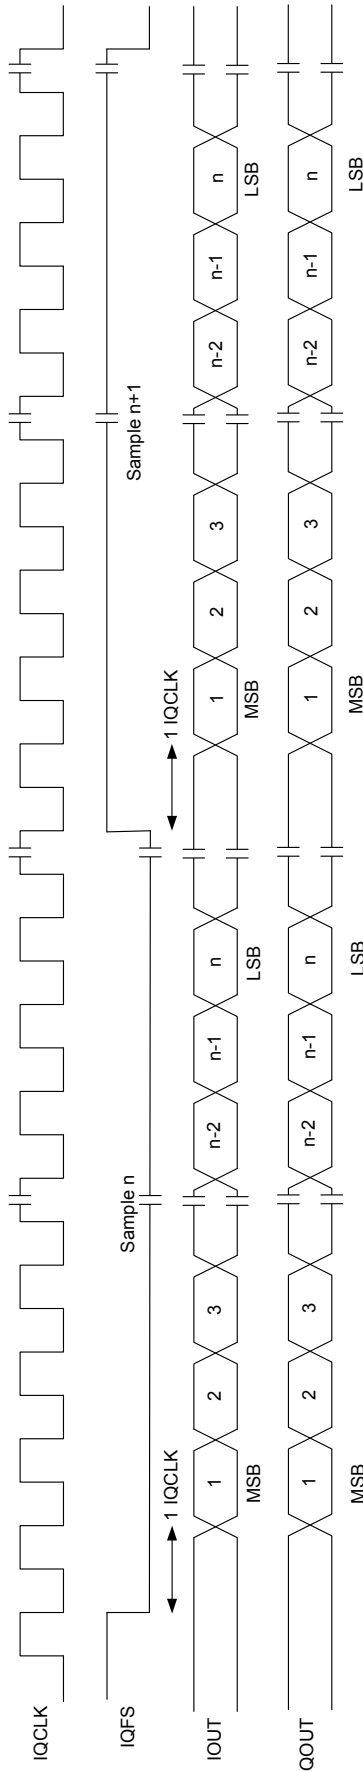 IQCLK
IQFS
Sample n
Sample n+1
1 IQCLK
1 IQCLK
IOUT
1 2 3 n-2 n-1 n 1 2 3 n-2 n-1 n
MSB LSB MSB LSB
QOUT
1 2 3 n-2 n-1 n 1 2 3 n-2 n-1 n
MSB LSB MSB LSB